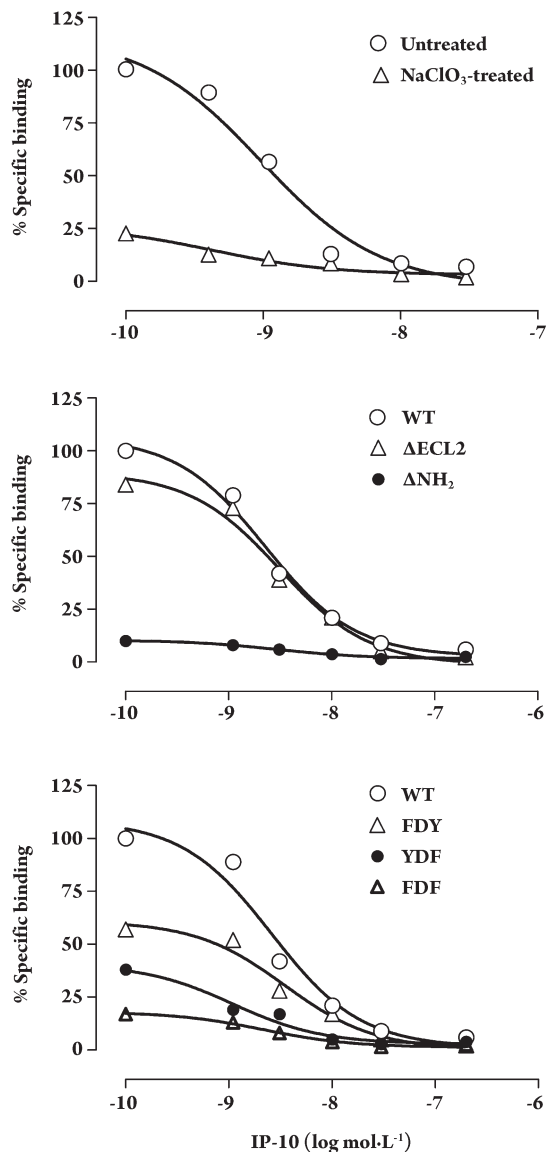 125
100
75
50
25
0
% Specific binding
Untreated
NaClO₃-treated
-10 -9 -8 -7
125
100
75
50
25
0
% Specific binding
WT
ΔECL2
ΔNH₂
-10 -9 -8 -7 -6
125
100
75
50
25
0
% Specific binding
WT
FDY
YDF
FDF
-10 -9 -8 -7 -6
IP-10 (log mol·L⁻¹)